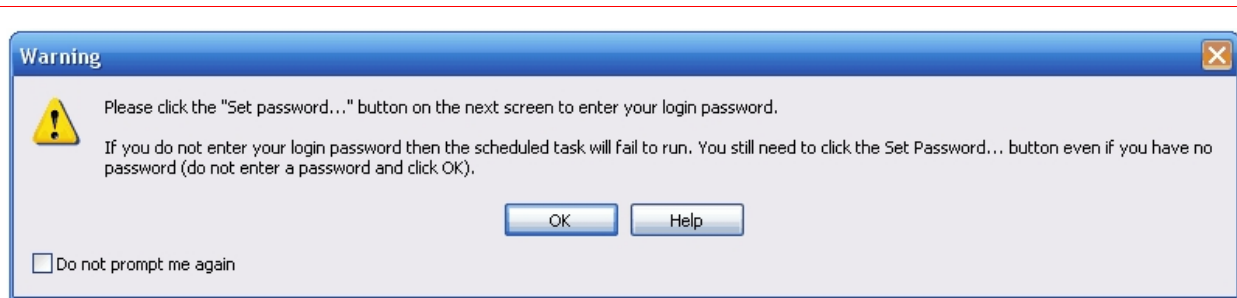 Warning
Please click the "Set password..." button on the next screen to enter your login password.
If you do not enter your login password then the scheduled task will fail to run. You still need to click the Set Password... button even if you have no
password (do not enter a password and click OK).
OK Help
Do not prompt me again